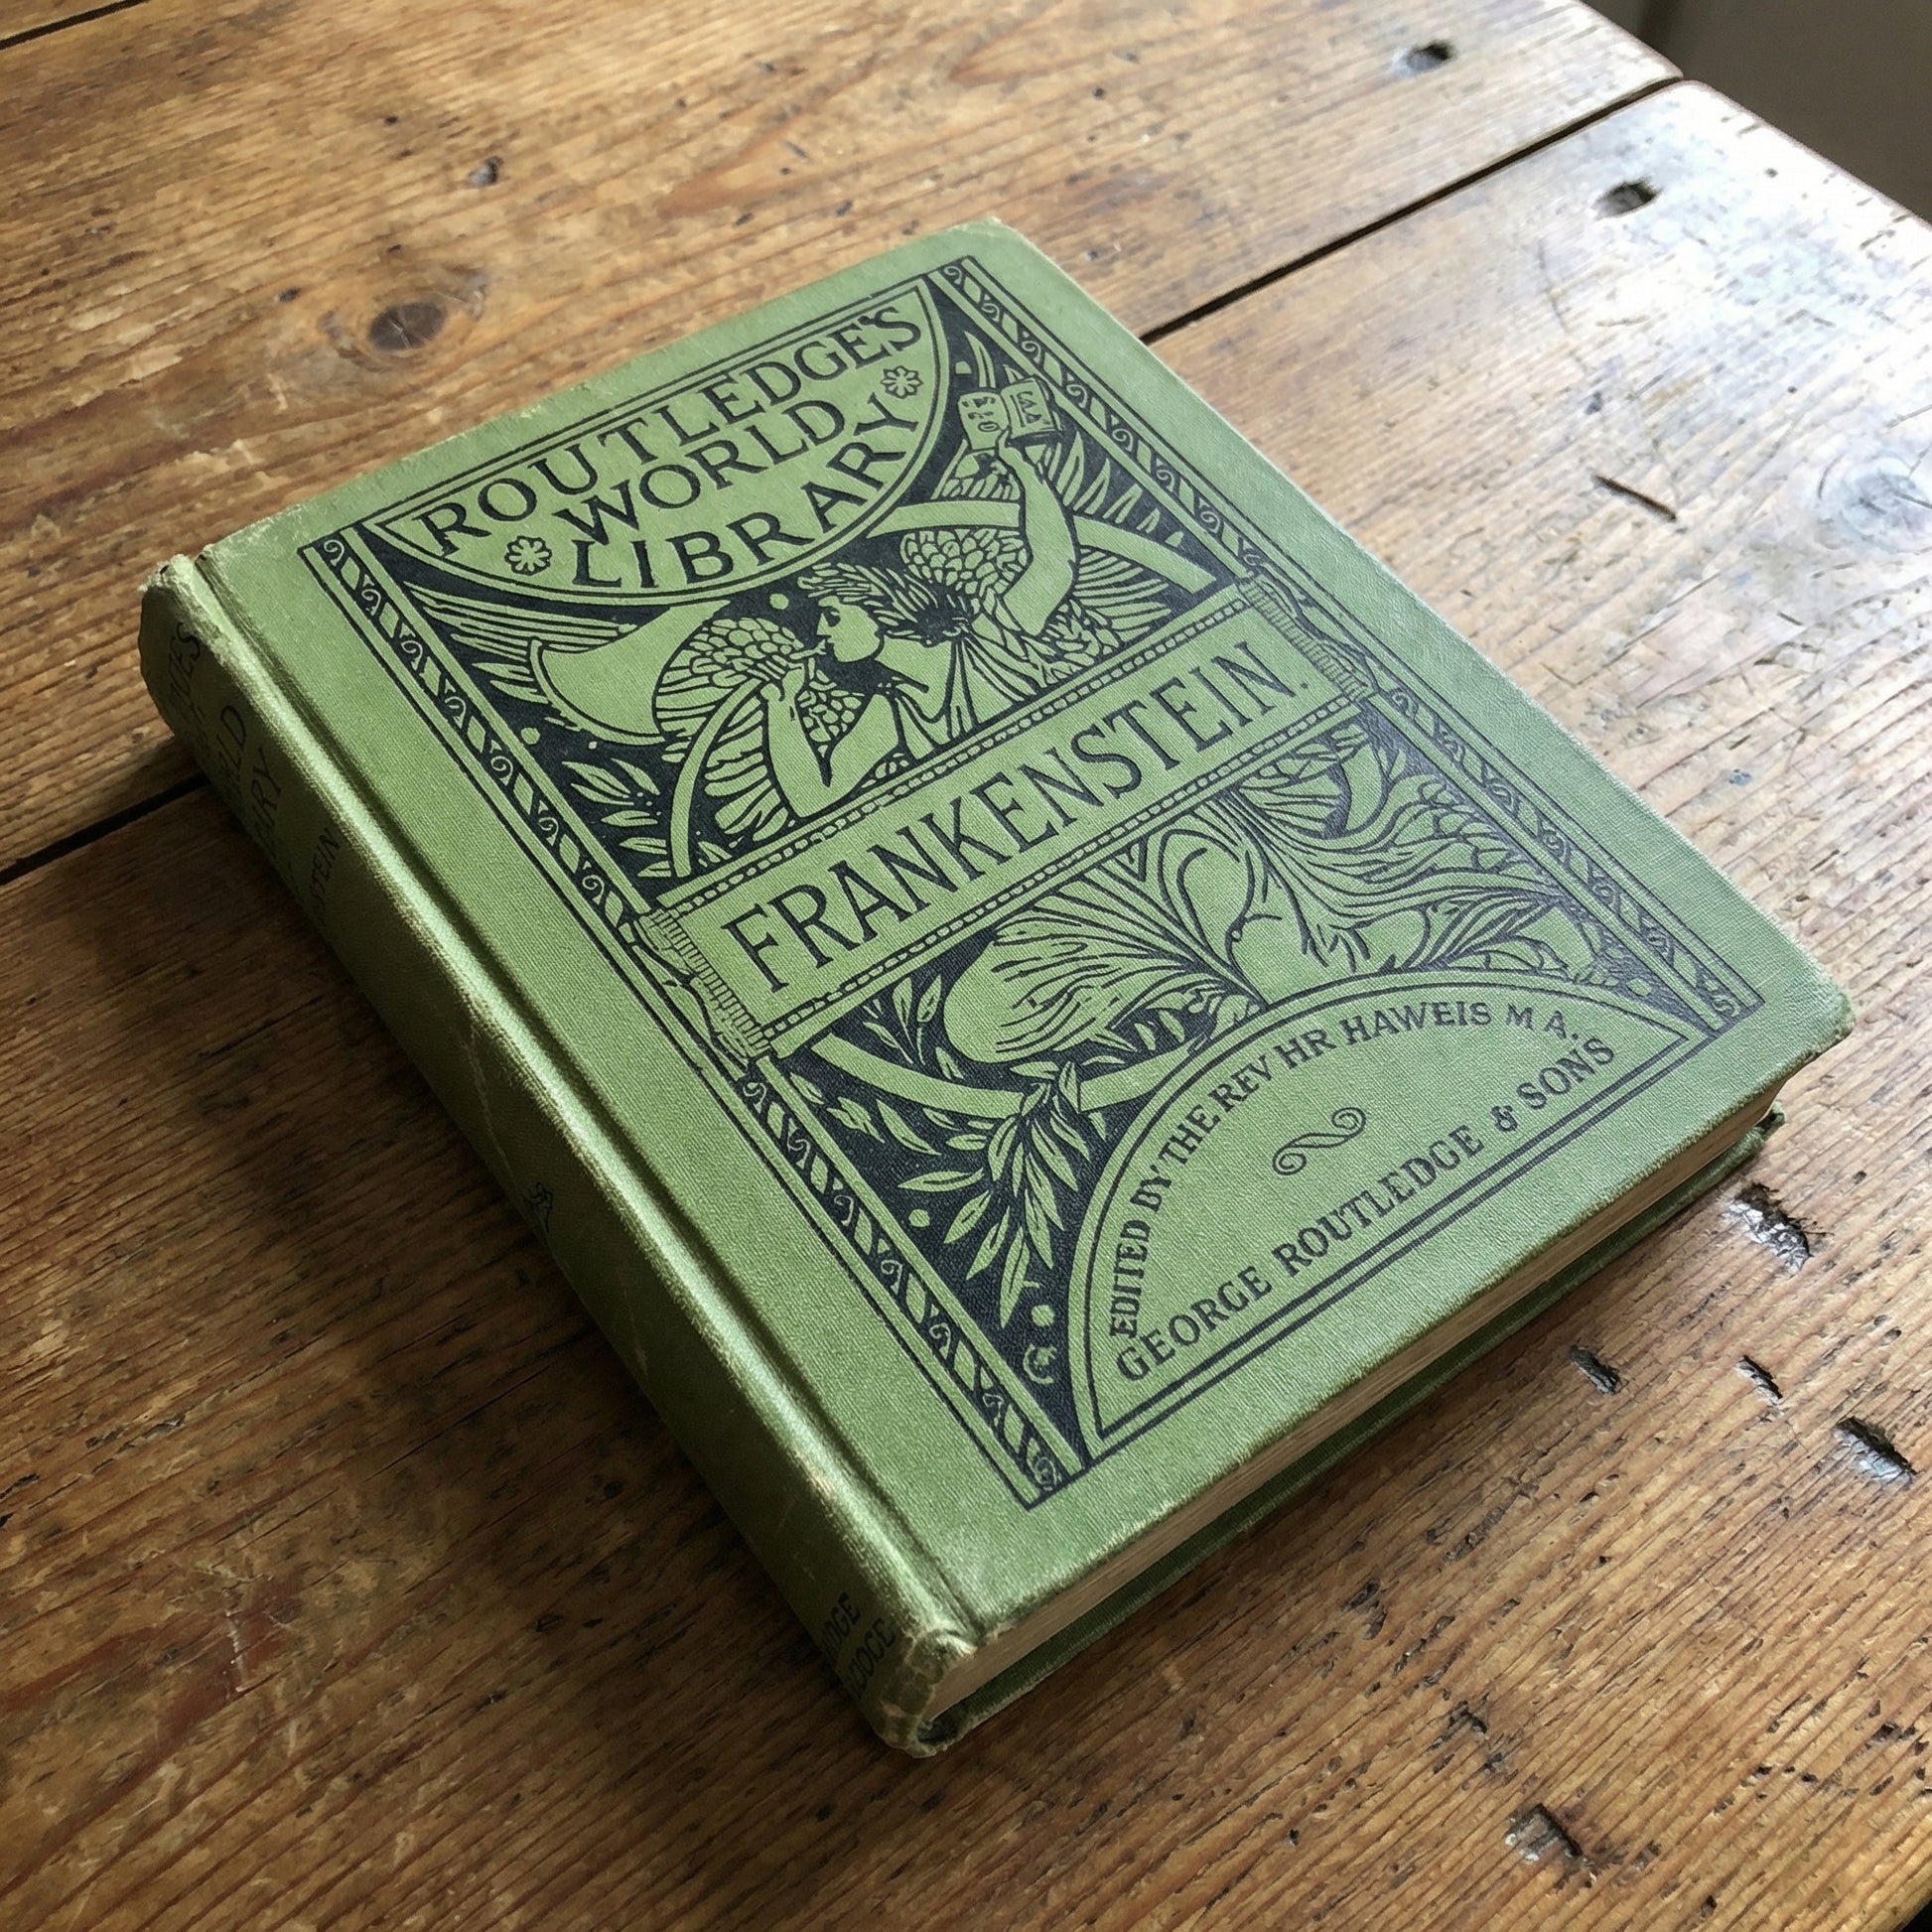 ROUTLEDGE'S
WORLD
LIBRARY
FRANKENSTEIN.
EDITED BY THE REV HR HAWEIS M A.
GEORGE ROUTLEDGE & SONS